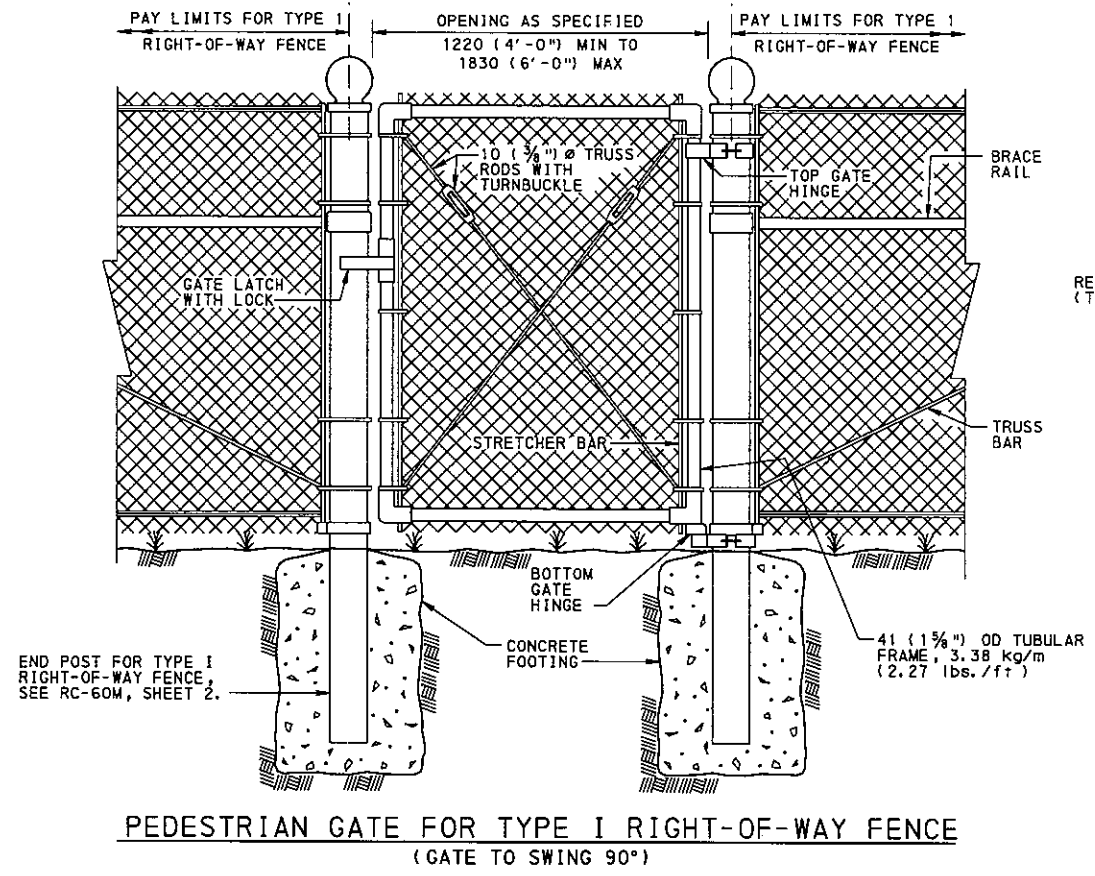 PAY LIMITS FOR TYPE 1
RIGHT-OF-WAY FENCE
OPENING AS SPECIFIED
1220 (4'-0") MIN TO
1830 (6'-0") MAX
PAY LIMITS FOR TYPE 1
RIGHT-OF-WAY FENCE
10 (3/8") Ø TRUSS
RODS WITH
TURNBUCKLE
TOP GATE
HINGE
BRACE
RAIL
GATE LATCH
WITH LOCK
RE
(T
STRETCHER BAR
TRUSS
BAR
BOTTOM
GATE
HINGE
CONCRETE
FOOTING
41 (1 5/8") OD TUBULAR
FRAME, 3.38 kg/m
(2.27 lbs./ft)
END POST FOR TYPE I
RIGHT-OF-WAY FENCE,
SEE RC-60M, SHEET 2.
PEDESTRIAN GATE FOR TYPE I RIGHT-OF-WAY FENCE
(GATE TO SWING 90°)